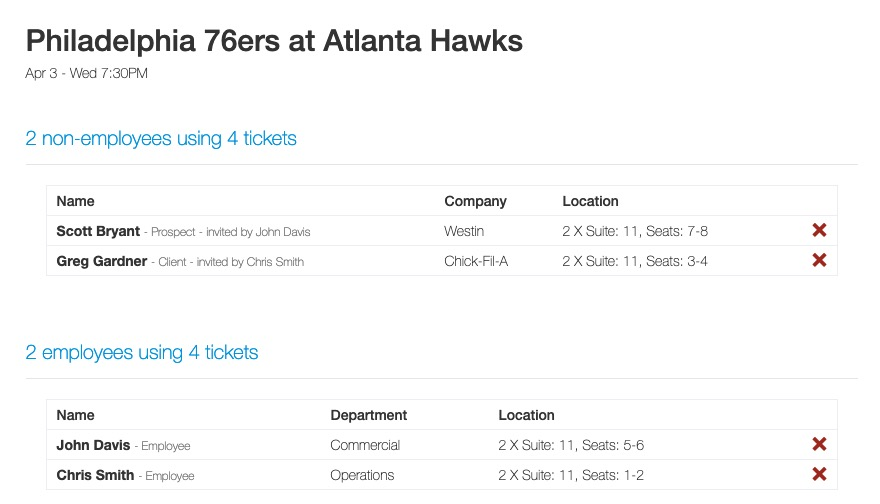 Philadelphia 76ers at Atlanta Hawks
Apr 3 - Wed 7:30PM
2 non-employees using 4 tickets
Name Company Location
Scott Bryant - Prospect - invited by John Davis Westin 2 X Suite: 11, Seats: 7-8
Greg Gardner - Client - invited by Chris Smith Chick-Fil-A 2 X Suite: 11, Seats: 3-4
2 employees using 4 tickets
Name Department Location
John Davis - Employee Commercial 2 X Suite: 11, Seats: 5-6
Chris Smith - Employee Operations 2 X Suite: 11, Seats: 1-2